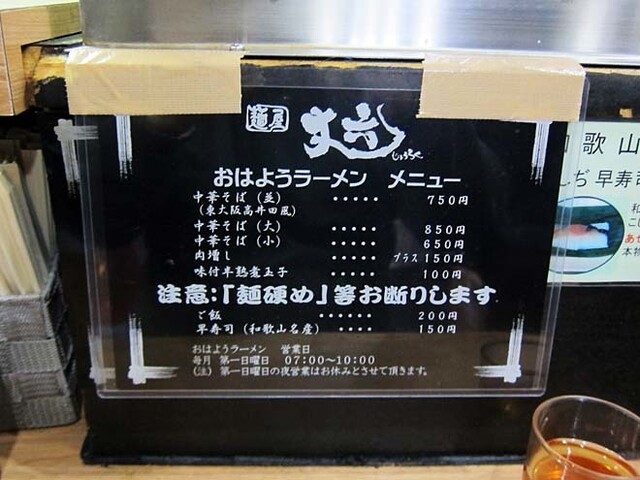 麺屋 丈六
じょうろく
おはようラーメン メニュー
中華そば（並） ・・・・・ 750円
（東大阪高井田風）
中華そば（大） ・・・・・ 850円
中華そば（小） ・・・・・ 650円
肉増し ・・・・・ プラス150円
味付半熟煮玉子 ・・・・・ 100円
注意:「麺硬め」等お断りします
ご飯 ・・・・・ 200円
早寿司（和歌山名産） ・・・・ 150円
おはようラーメン 営業日
毎月 第一日曜日 07:00〜10:00
（注） 第一日曜日の夜営業はお休みとさせて頂きます。
歌山
早寿司